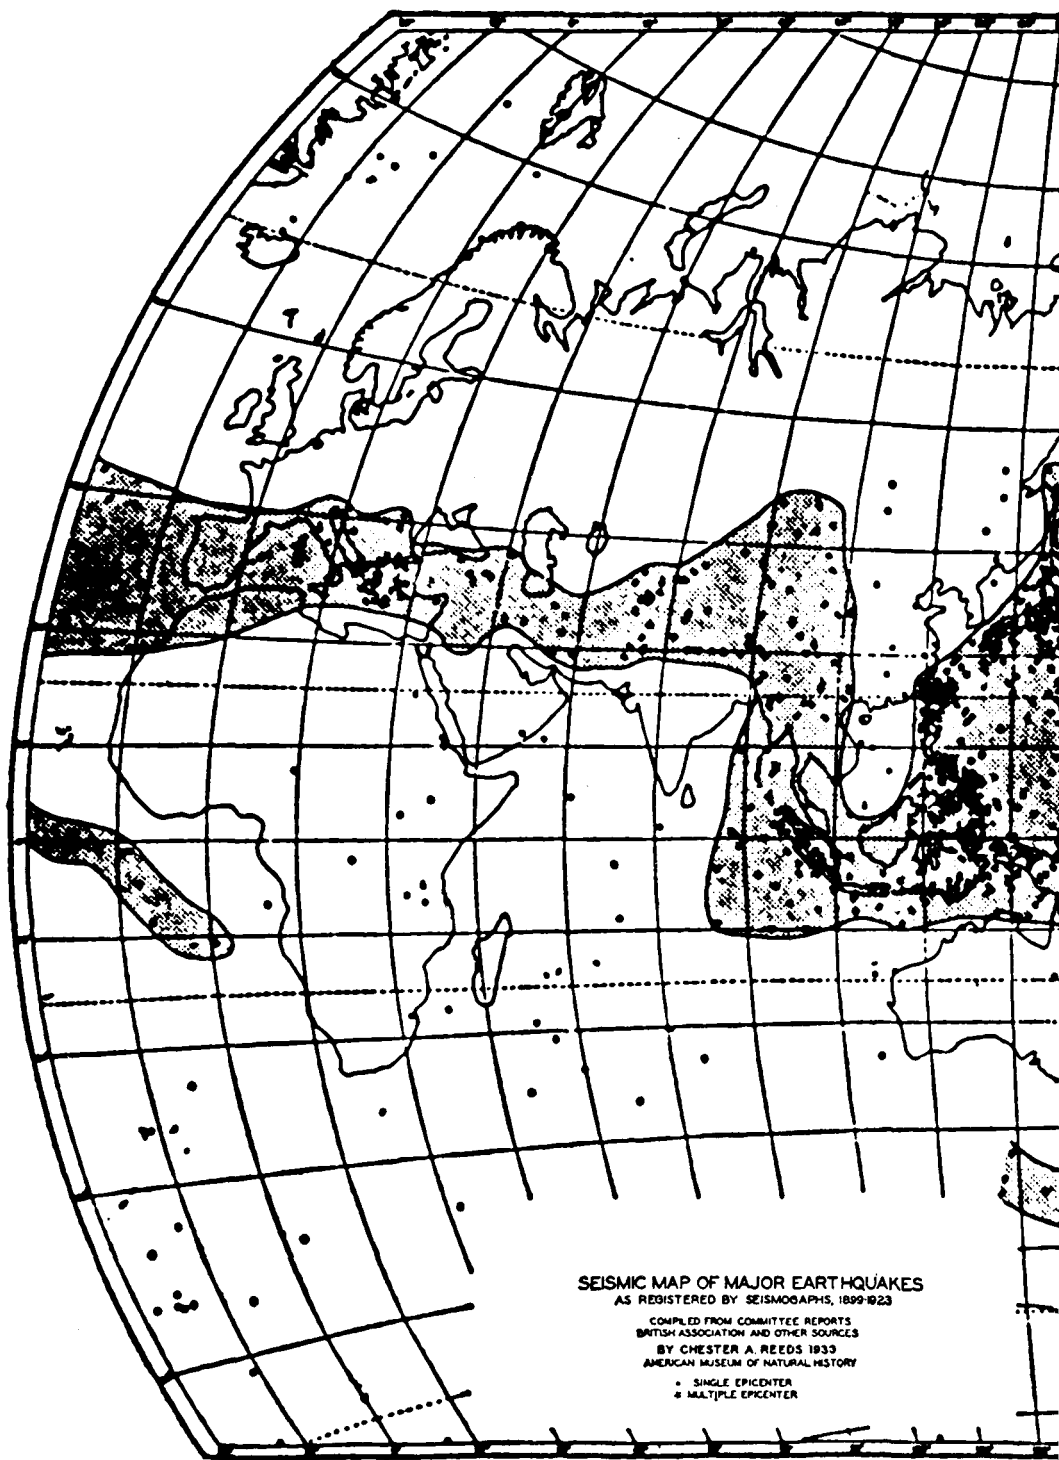 SEISMIC MAP OF MAJOR EARTHQUAKES
AS REGISTERED BY SEISMOGAPHS, 1899-1923
COMPILED FROM COMMITTEE REPORTS
BRITISH ASSOCIATION AND OTHER SOURCES
BY CHESTER A. REEDS 1933
AMERICAN MUSEUM OF NATURAL HISTORY
• SINGLE EPICENTER
⁎ MULTIPLE EPICENTER